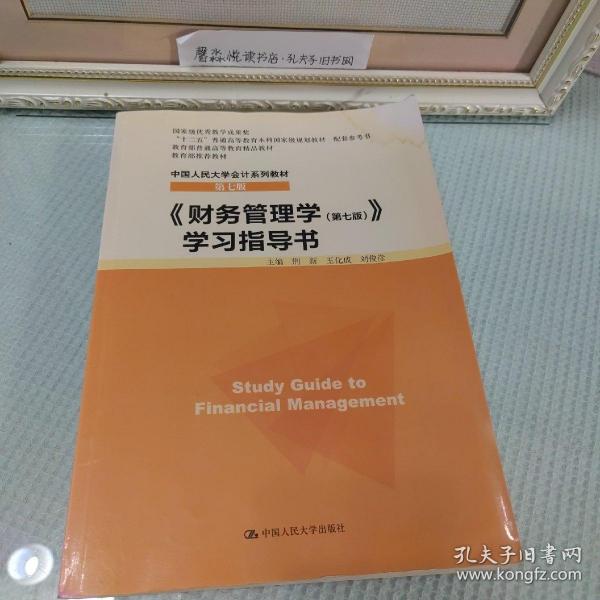 馨淼悦读书店·孔夫子旧书网
国家级优秀教学成果奖
"十二五"普通高等教育本科国家级规划教材 配套参考书
教育部普通高等教育精品教材
教育部推荐教材
中国人民大学会计系列教材
第七版
《财务管理学(第七版)》
学习指导书
主编 荆 新 王化成 刘俊彦
Study Guide to
Financial Management
中国人民大学出版社
孔夫子旧书网
www.kongfz.com